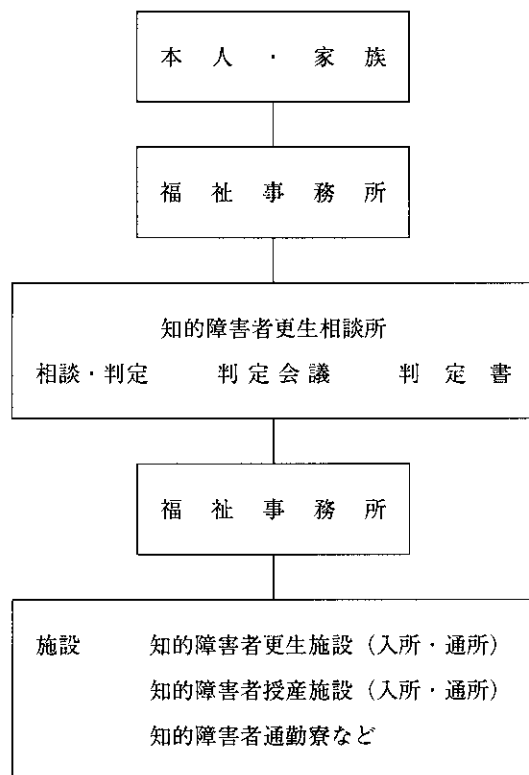 本人・家族
福祉事務所
知的障害者更生相談所
相談・判定 判定会議 判定書
福祉事務所
施設 知的障害者更生施設（入所・通所）
知的障害者授産施設（入所・通所）
知的障害者通勤寮など